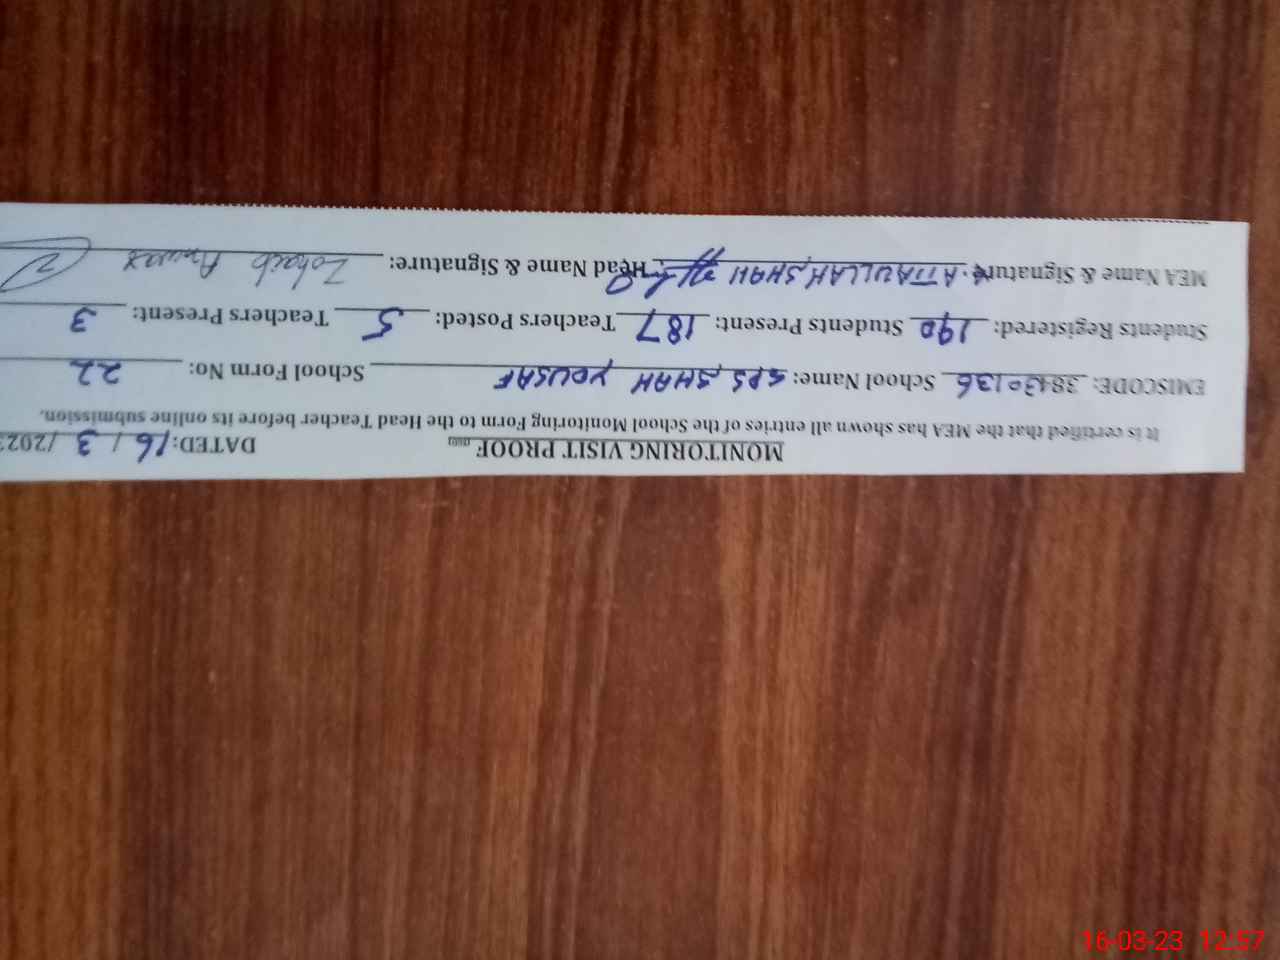 MONITORING VISIT PROOF DATED: 16 / 3 /202
It is certified that the MEA has shown all entries of the School Monitoring Form to the Head Teacher before its online submission.
EMISCODE: 38430136 School Name: GPS, SHAH YOUSAF School Form No: 22
Students Registered: 190 Students Present: 187 Teachers Posted: 5 Teachers Present: 3
MEA Name & Signature: ATTAULLAH SHAH Head Name & Signature: Zohaib Anwar
16-03-23 12:57